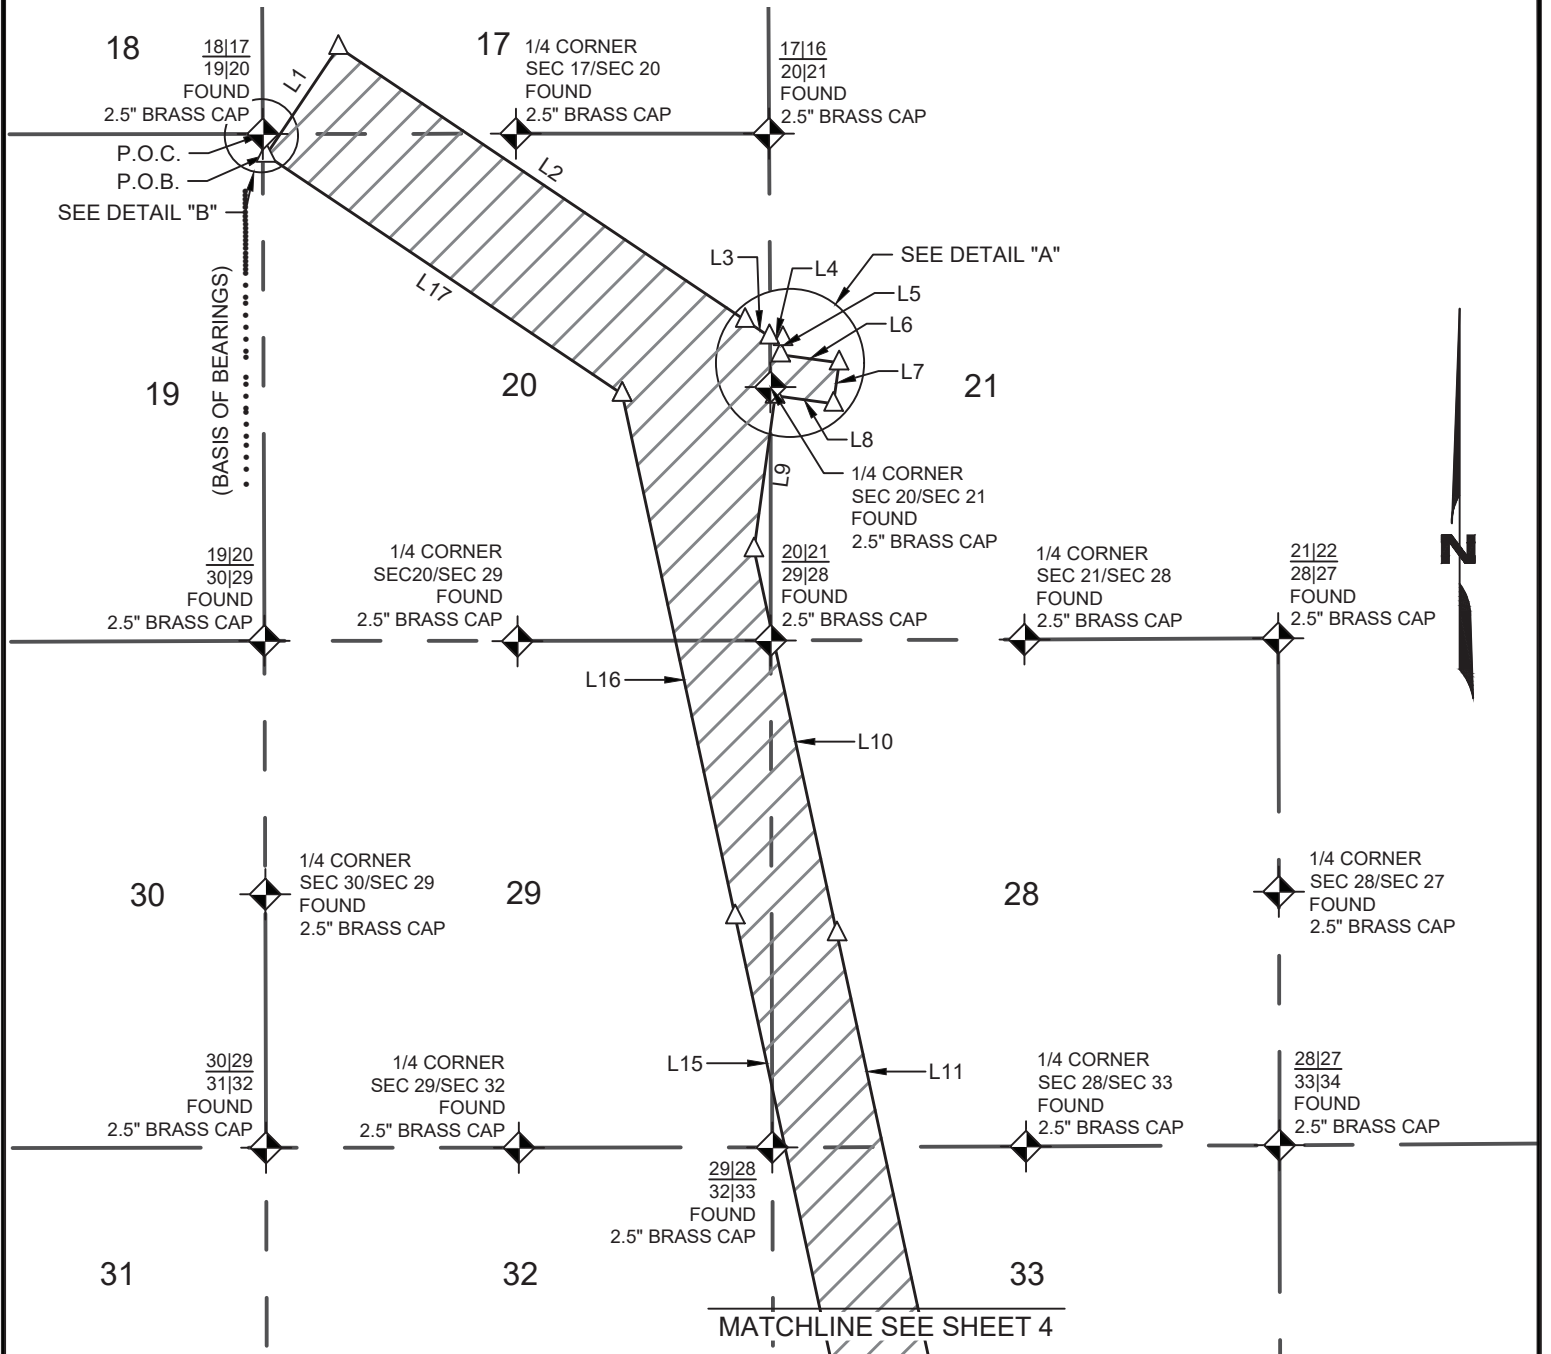 18
18|17
19|20
FOUND
2.5" BRASS CAP
17
1/4 CORNER
SEC 17/SEC 20
FOUND
2.5" BRASS CAP
17|16
20|21
FOUND
2.5" BRASS CAP
L1
P.O.C.
P.O.B.
SEE DETAIL "B"
L2
(BASIS OF BEARINGS)
L17
L3
L4
L5
L6
L7
L8
SEE DETAIL "A"
19
20
21
L9
1/4 CORNER
SEC 20/SEC 21
FOUND
2.5" BRASS CAP
N
19|20
30|29
FOUND
2.5" BRASS CAP
1/4 CORNER
SEC20/SEC 29
FOUND
2.5" BRASS CAP
20|21
29|28
FOUND
2.5" BRASS CAP
1/4 CORNER
SEC 21/SEC 28
FOUND
2.5" BRASS CAP
21|22
28|27
FOUND
2.5" BRASS CAP
L16
L10
30
1/4 CORNER
SEC 30/SEC 29
FOUND
2.5" BRASS CAP
29
28
1/4 CORNER
SEC 28/SEC 27
FOUND
2.5" BRASS CAP
30|29
31|32
FOUND
2.5" BRASS CAP
1/4 CORNER
SEC 29/SEC 32
FOUND
2.5" BRASS CAP
L15
L11
1/4 CORNER
SEC 28/SEC 33
FOUND
2.5" BRASS CAP
28|27
33|34
FOUND
2.5" BRASS CAP
29|28
32|33
FOUND
2.5" BRASS CAP
31
32
33
MATCHLINE SEE SHEET 4